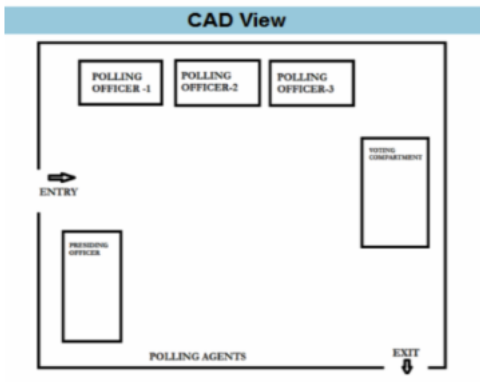 CAD View
POLLING
OFFICER -1
POLLING
OFFICER-2
POLLING
OFFICER-3
VOTING
COMPARTMENT
ENTRY
PRESIDING
OFFICER
POLLING AGENTS
EXIT